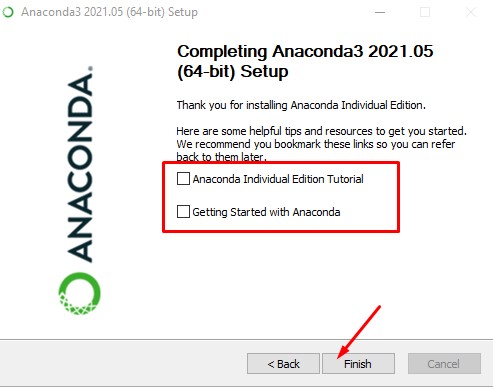 Anaconda3 2021.05 (64-bit) Setup
Completing Anaconda3 2021.05
(64-bit) Setup
Thank you for installing Anaconda Individual Edition.
Here are some helpful tips and resources to get you started.
We recommend you bookmark these links so you can refer
back to them later.
Anaconda Individual Edition Tutorial
Getting Started with Anaconda
ANACONDA.
< Back
Finish
Cancel